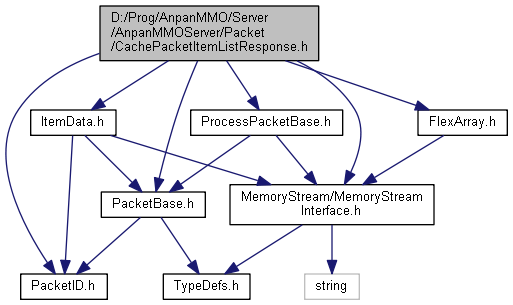 D:/Prog/AnpanMMO/Server
/AnpanMMOServer/Packet
/CachePacketItemListResponse.h
ItemData.h
ProcessPacketBase.h
FlexArray.h
PacketBase.h
MemoryStream/MemoryStream
Interface.h
PacketID.h
TypeDefs.h
string